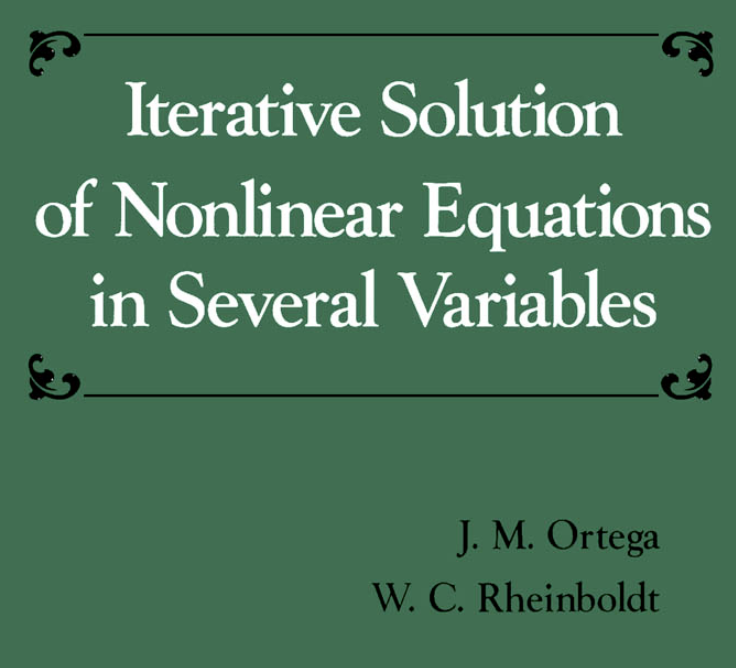 Iterative Solution
of Nonlinear Equations
in Several Variables
J. M. Ortega
W. C. Rheinboldt